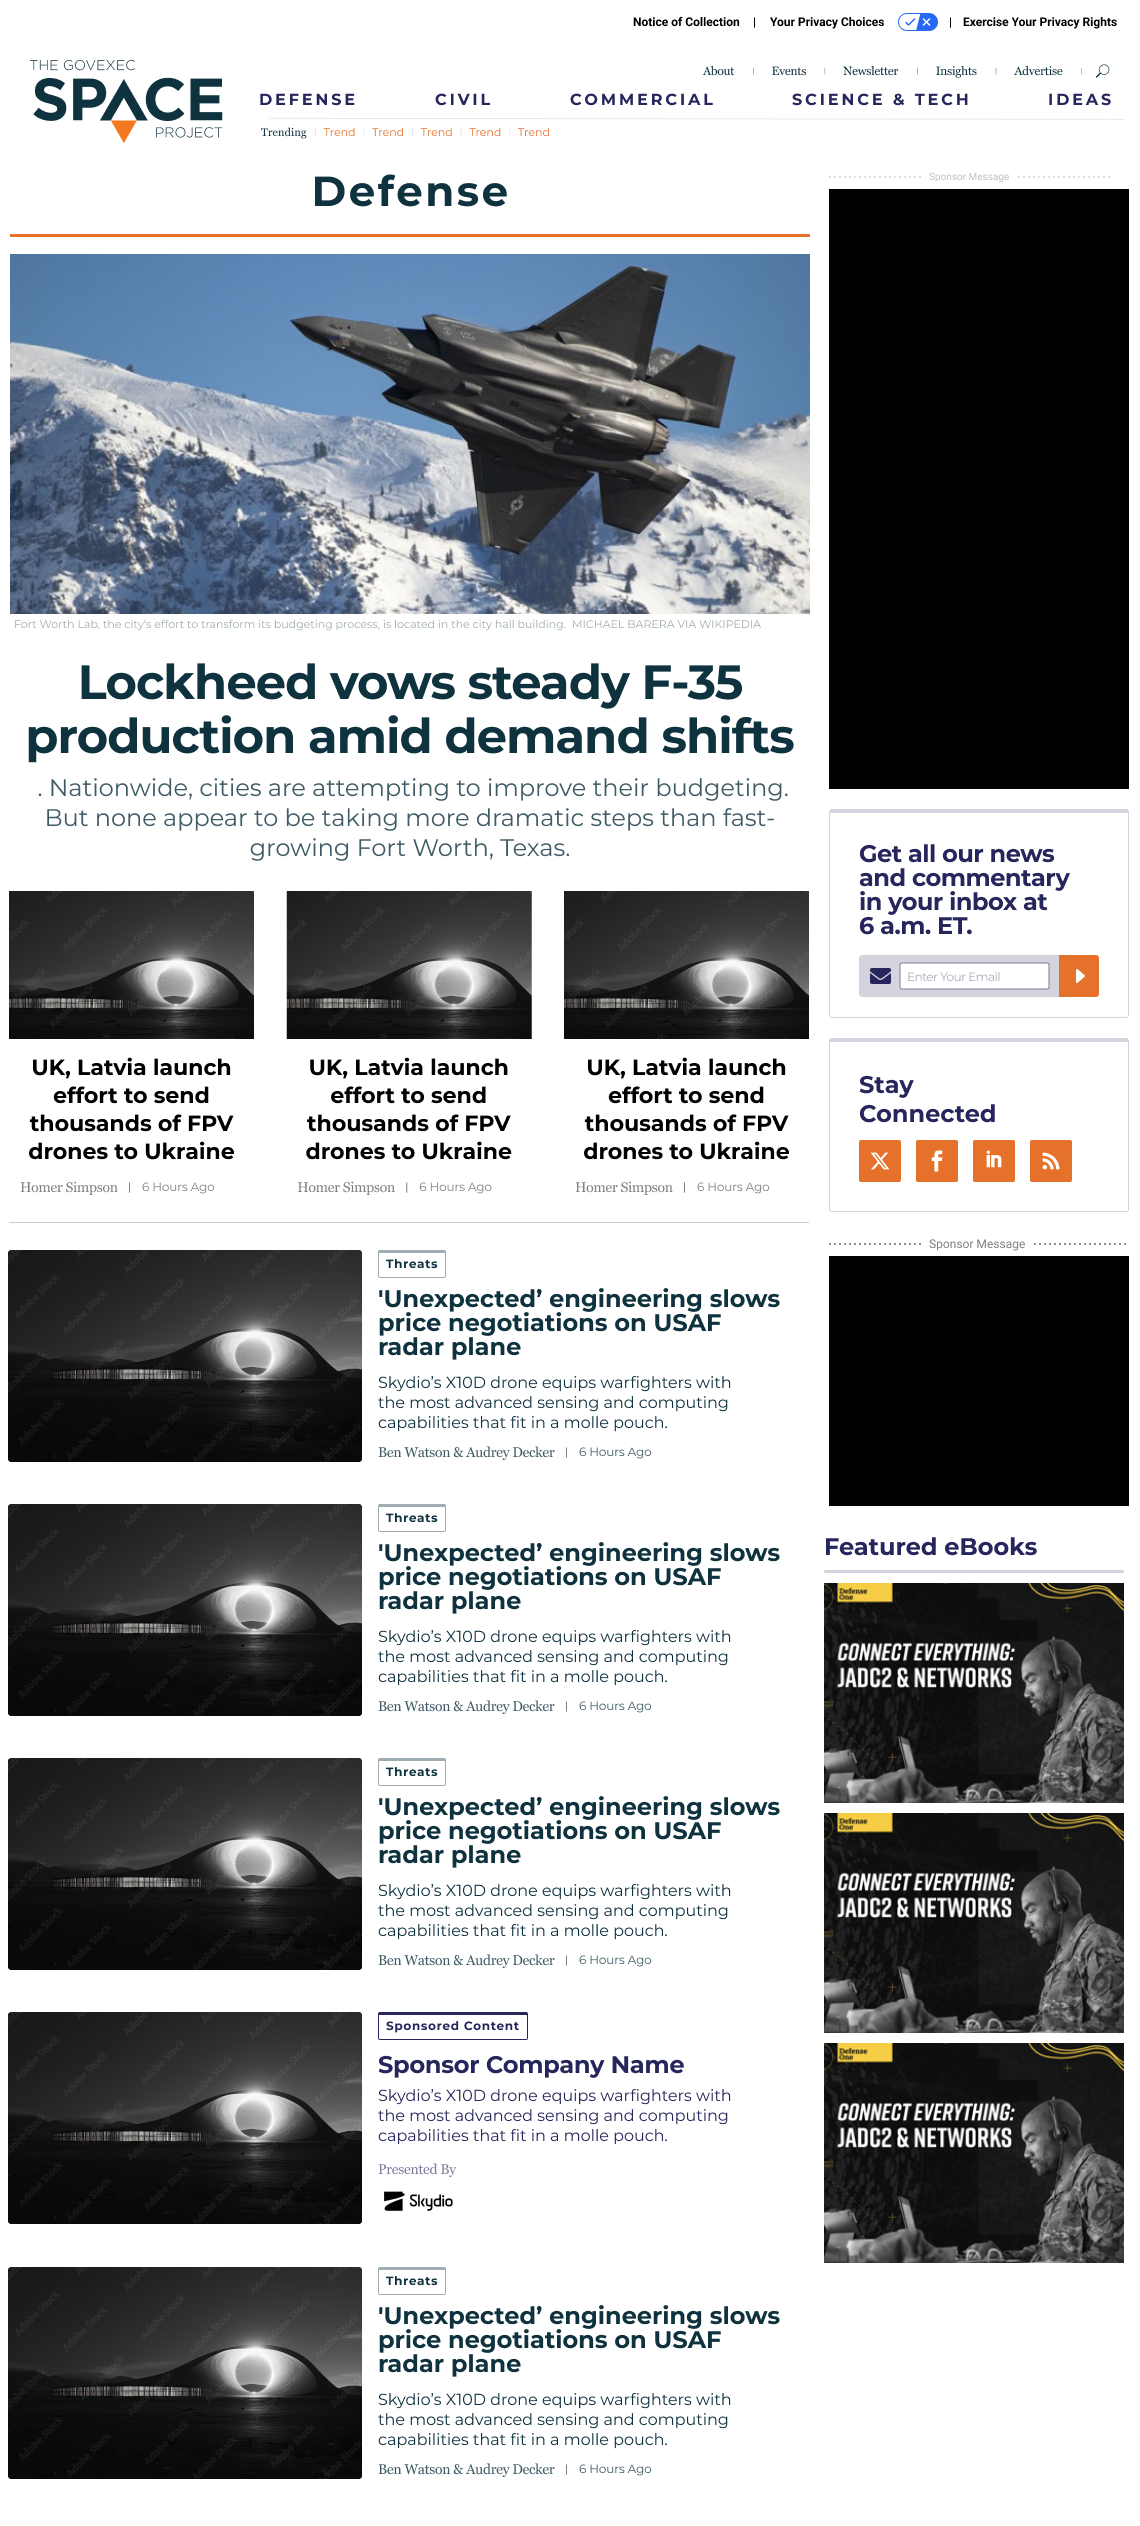 Notice of Collection | Your Privacy Choices | Exercise Your Privacy Rights
THE GOVEXEC
SPACE
PROJECT
About | Events | Newsletter | Insights | Advertise |
DEFENSE CIVIL COMMERCIAL SCIENCE & TECH IDEAS
Trending | Trend | Trend | Trend | Trend | Trend
Defense
Fort Worth Lab, the city's effort to transform its budgeting process, is located in the city hall building. MICHAEL BARERA VIA WIKIPEDIA
Lockheed vows steady F-35
production amid demand shifts
. Nationwide, cities are attempting to improve their budgeting.
But none appear to be taking more dramatic steps than fast-
growing Fort Worth, Texas.
UK, Latvia launch
effort to send
thousands of FPV
drones to Ukraine
Homer Simpson | 6 Hours Ago
UK, Latvia launch
effort to send
thousands of FPV
drones to Ukraine
Homer Simpson | 6 Hours Ago
UK, Latvia launch
effort to send
thousands of FPV
drones to Ukraine
Homer Simpson | 6 Hours Ago
Threats
'Unexpected’ engineering slows
price negotiations on USAF
radar plane
Skydio’s X10D drone equips warfighters with
the most advanced sensing and computing
capabilities that fit in a molle pouch.
Ben Watson & Audrey Decker | 6 Hours Ago
Threats
'Unexpected’ engineering slows
price negotiations on USAF
radar plane
Skydio’s X10D drone equips warfighters with
the most advanced sensing and computing
capabilities that fit in a molle pouch.
Ben Watson & Audrey Decker | 6 Hours Ago
Threats
'Unexpected’ engineering slows
price negotiations on USAF
radar plane
Skydio’s X10D drone equips warfighters with
the most advanced sensing and computing
capabilities that fit in a molle pouch.
Ben Watson & Audrey Decker | 6 Hours Ago
Sponsored Content
Sponsor Company Name
Skydio’s X10D drone equips warfighters with
the most advanced sensing and computing
capabilities that fit in a molle pouch.
Presented By
Skydio
Threats
'Unexpected’ engineering slows
price negotiations on USAF
radar plane
Skydio’s X10D drone equips warfighters with
the most advanced sensing and computing
capabilities that fit in a molle pouch.
Ben Watson & Audrey Decker | 6 Hours Ago
Sponsor Message
Get all our news
and commentary
in your inbox at
6 a.m. ET.
Enter Your Email
Stay
Connected
Sponsor Message
Featured eBooks
Defense
One
CONNECT EVERYTHING:
JADC2 & NETWORKS
Defense
One
CONNECT EVERYTHING:
JADC2 & NETWORKS
Defense
One
CONNECT EVERYTHING:
JADC2 & NETWORKS